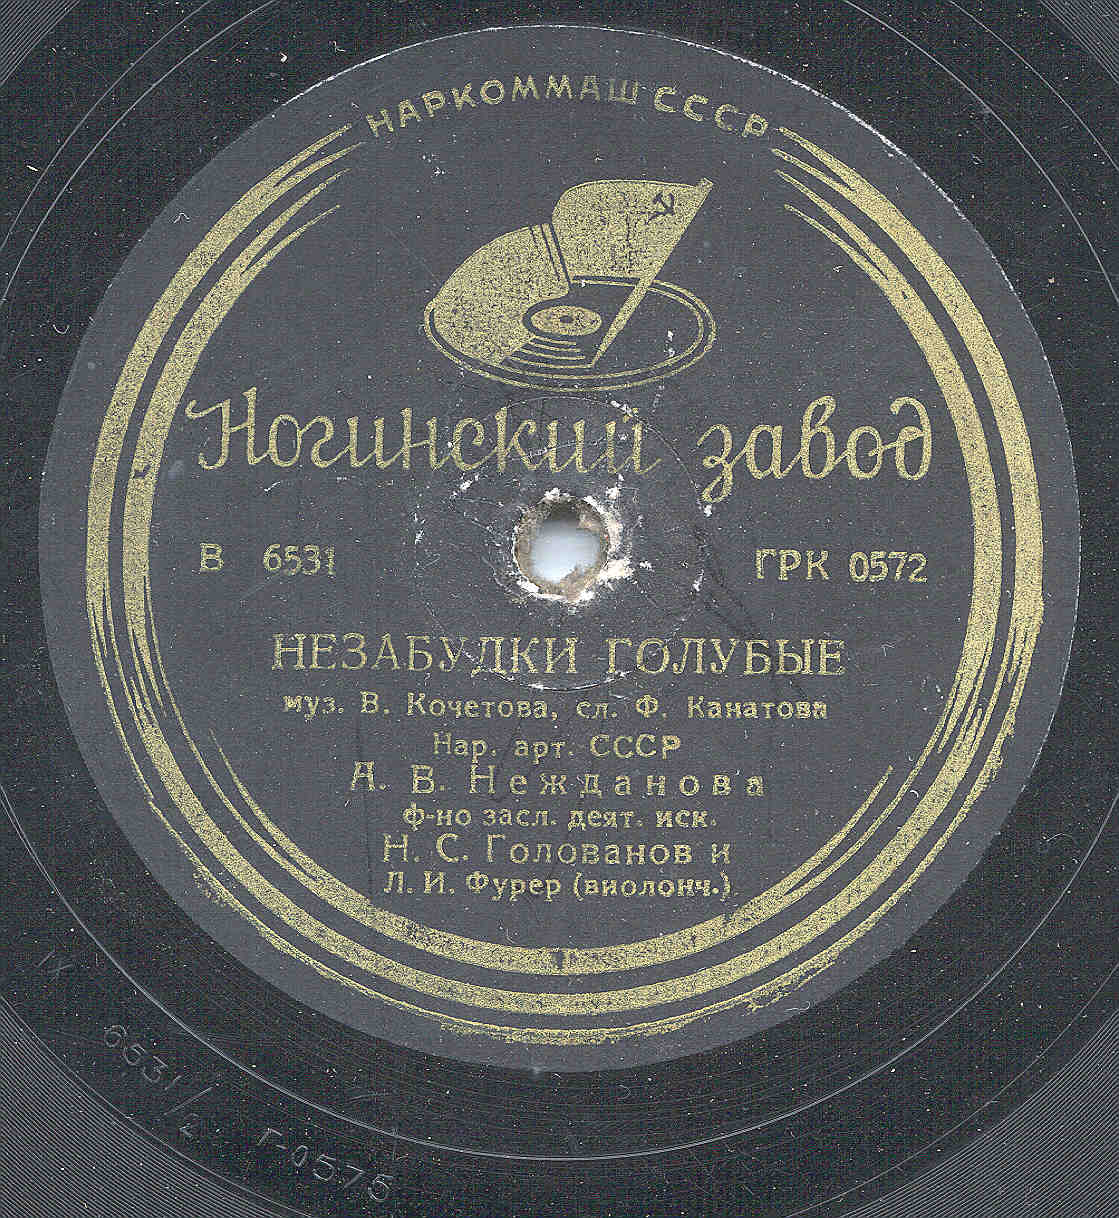 НАРКОММАШ СССР
Ногинский завод
В 6531
ГРК 0572
НЕЗАБУДКИ ГОЛУБЫЕ
муз. В. Кочетова, сл. Ф. Канатова
Нар. арт. СССР
А. В. Нежданова
ф-но засл. деят. иск.
Н. С. Голованов и
Л. И. Фурер (виолонч.)
IX
6531/2 Г-0575